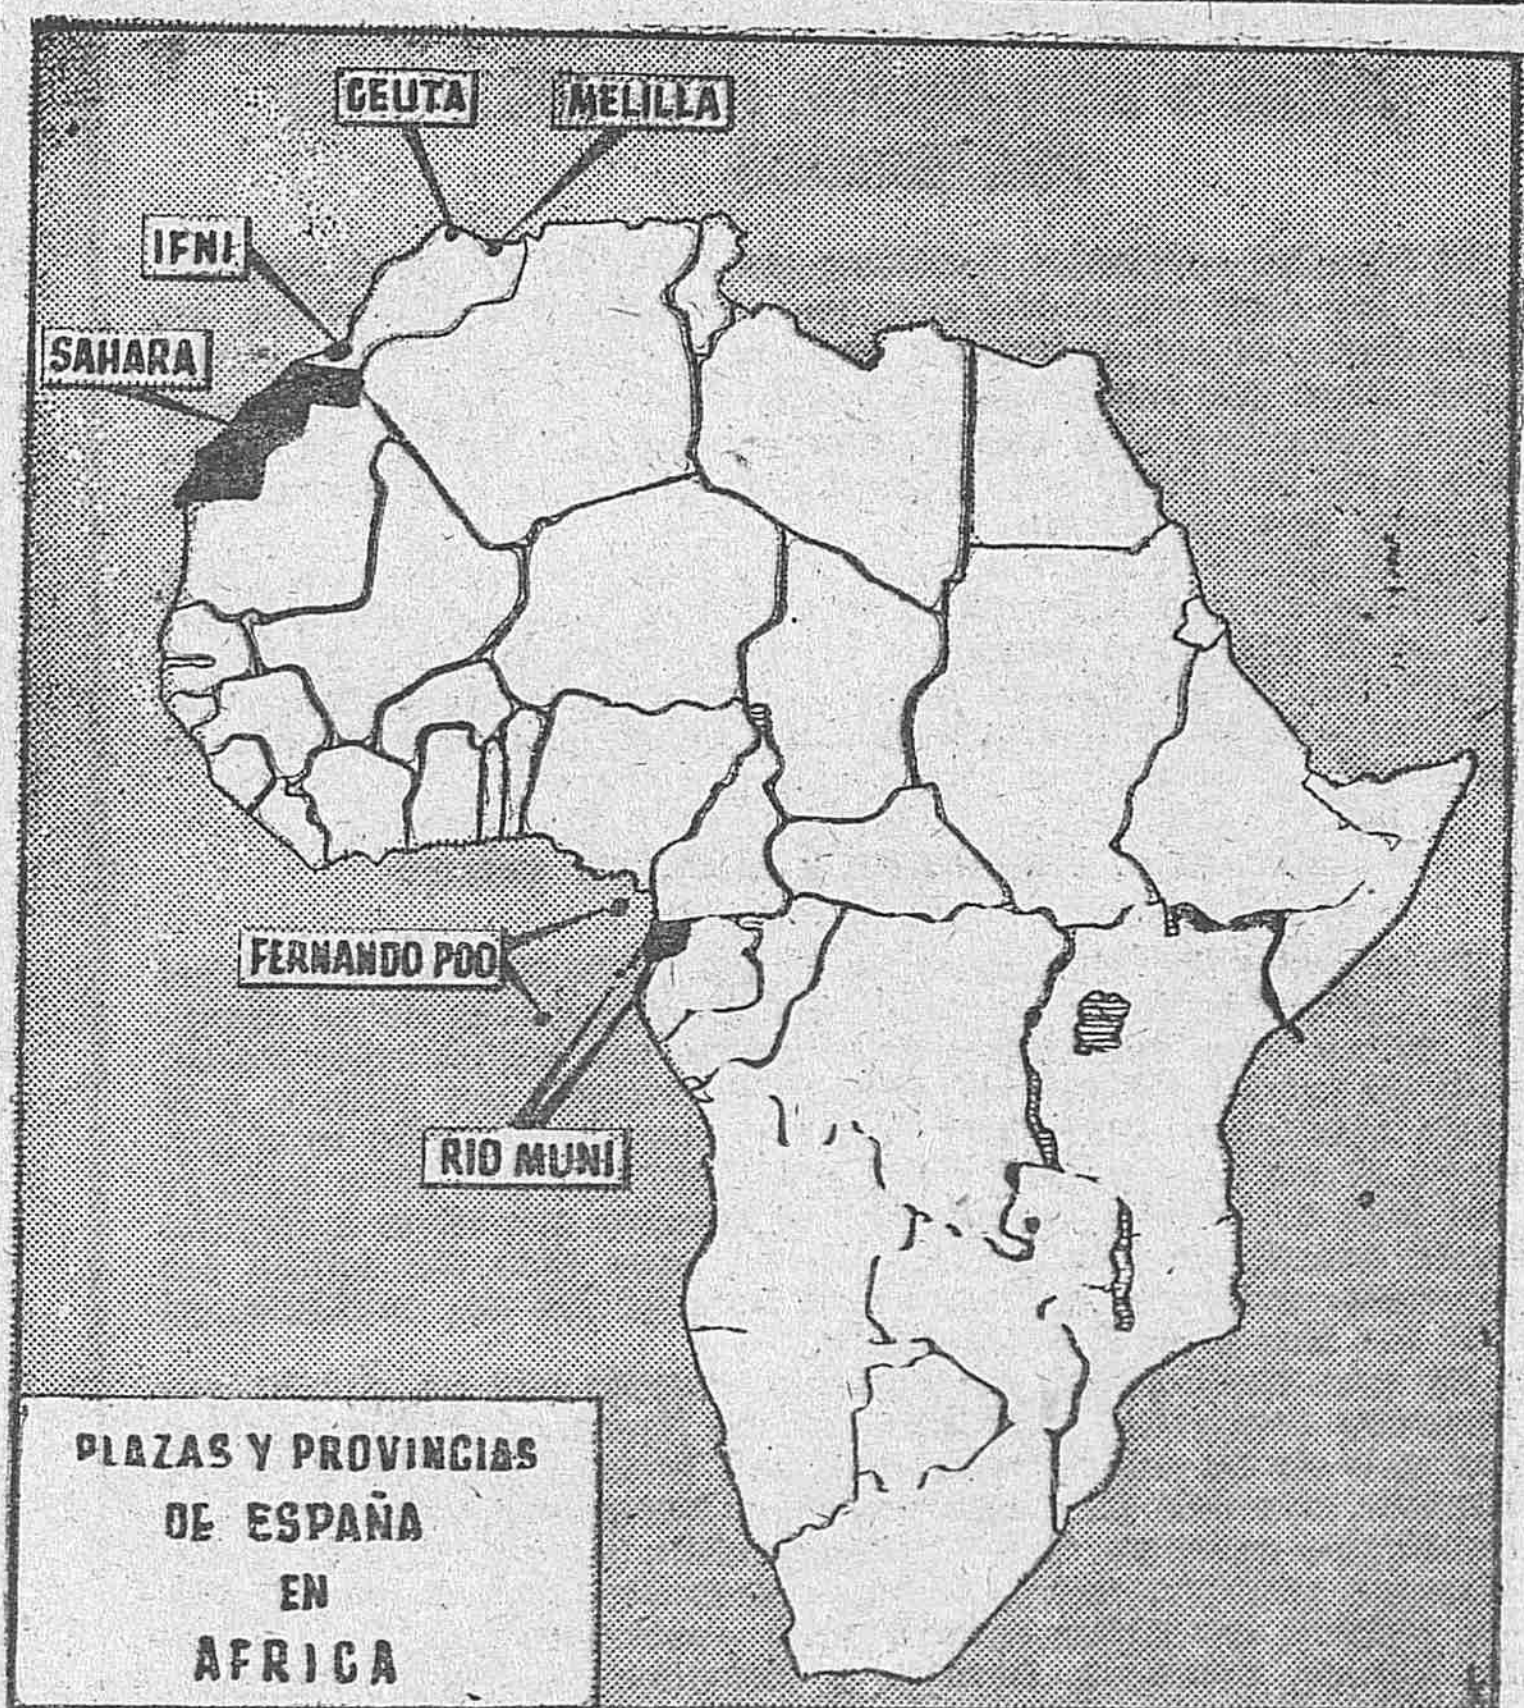 CEUTA
MELILLA
IFNI
SAHARA
FERNANDO POO
RIO MUNI
PLAZAS Y PROVINCIAS
DE ESPAÑA
EN
AFRICA